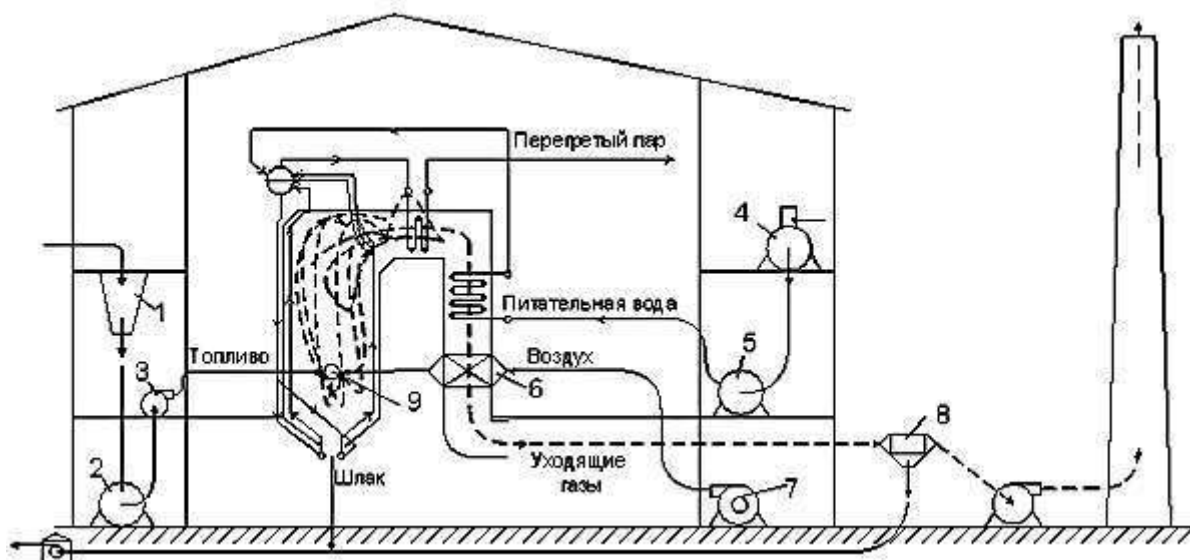 Перегретый пар
4
1
Питательная вода
Топливо
Воздух
3
5
6
9
8
2
Шлак
Уходящие
газы
7